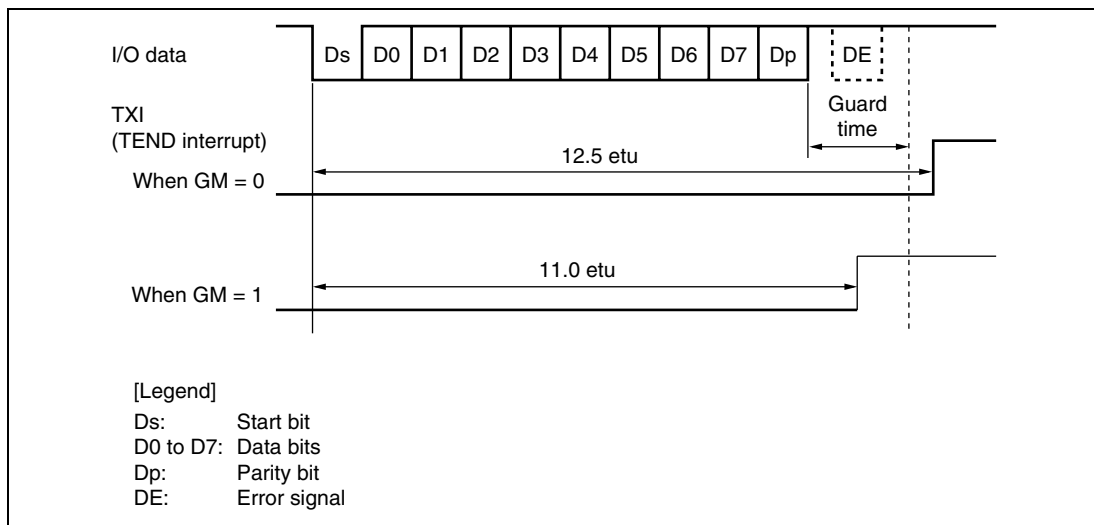 I/O data
Ds D0 D1 D2 D3 D4 D5 D6 D7 Dp DE
TXI
(TEND interrupt)
Guard
time
12.5 etu
When GM = 0
11.0 etu
When GM = 1
[Legend]
Ds: Start bit
D0 to D7: Data bits
Dp: Parity bit
DE: Error signal